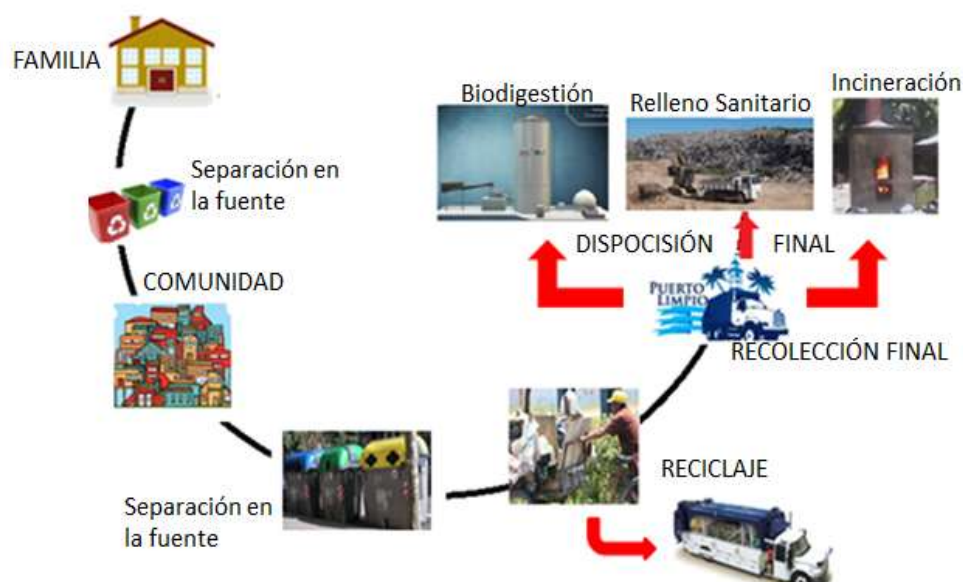 FAMILIA
Separación en
la fuente
COMUNIDAD
Separación en
la fuente
RECICLAJE
RECOLECCIÓN FINAL
PUERTO
LIMPIO
DISPOCISIÓN FINAL
Biodigestión
Relleno Sanitario
Incineración